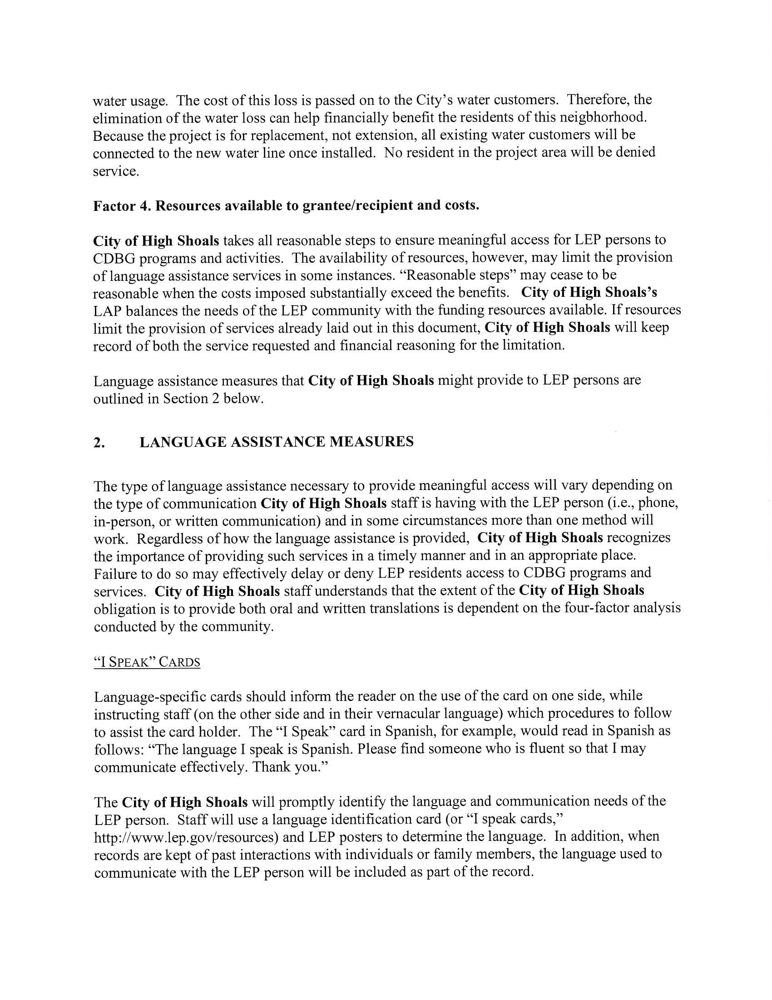 water usage.  The cost of this loss is passed on to the City's water customers.  Therefore, the
elimination of the water loss can help financially benefit the residents of this neigbhorhood.
Because the project is for replacement, not extension, all existing water customers will be
connected to the new water line once installed.  No resident in the project area will be denied
service.
Factor 4. Resources available to grantee/recipient and costs.
City of High Shoals takes all reasonable steps to ensure meaningful access for LEP persons to
CDBG programs and activities.  The availability of resources, however, may limit the provision
of language assistance services in some instances. “Reasonable steps” may cease to be
reasonable when the costs imposed substantially exceed the benefits.   City of High Shoals’s
LAP balances the needs of the LEP community with the funding resources available. If resources
limit the provision of services already laid out in this document, City of High Shoals will keep
record of both the service requested and financial reasoning for the limitation.
Language assistance measures that City of High Shoals might provide to LEP persons are
outlined in Section 2 below.
2. LANGUAGE ASSISTANCE MEASURES
The type of language assistance necessary to provide meaningful access will vary depending on
the type of communication City of High Shoals staff is having with the LEP person (i.e., phone,
in-person, or written communication) and in some circumstances more than one method will
work.  Regardless of how the language assistance is provided,  City of High Shoals recognizes
the importance of providing such services in a timely manner and in an appropriate place.
Failure to do so may effectively delay or deny LEP residents access to CDBG programs and
services.  City of High Shoals staff understands that the extent of the City of High Shoals
obligation is to provide both oral and written translations is dependent on the four-factor analysis
conducted by the community.
“I SPEAK” CARDS
Language-specific cards should inform the reader on the use of the card on one side, while
instructing staff (on the other side and in their vernacular language) which procedures to follow
to assist the card holder.  The “I Speak” card in Spanish, for example, would read in Spanish as
follows: “The language I speak is Spanish. Please find someone who is fluent so that I may
communicate effectively. Thank you.”
The City of High Shoals will promptly identify the language and communication needs of the
LEP person.  Staff will use a language identification card (or “I speak cards,”
http://www.lep.gov/resources) and LEP posters to determine the language.  In addition, when
records are kept of past interactions with individuals or family members, the language used to
communicate with the LEP person will be included as part of the record.